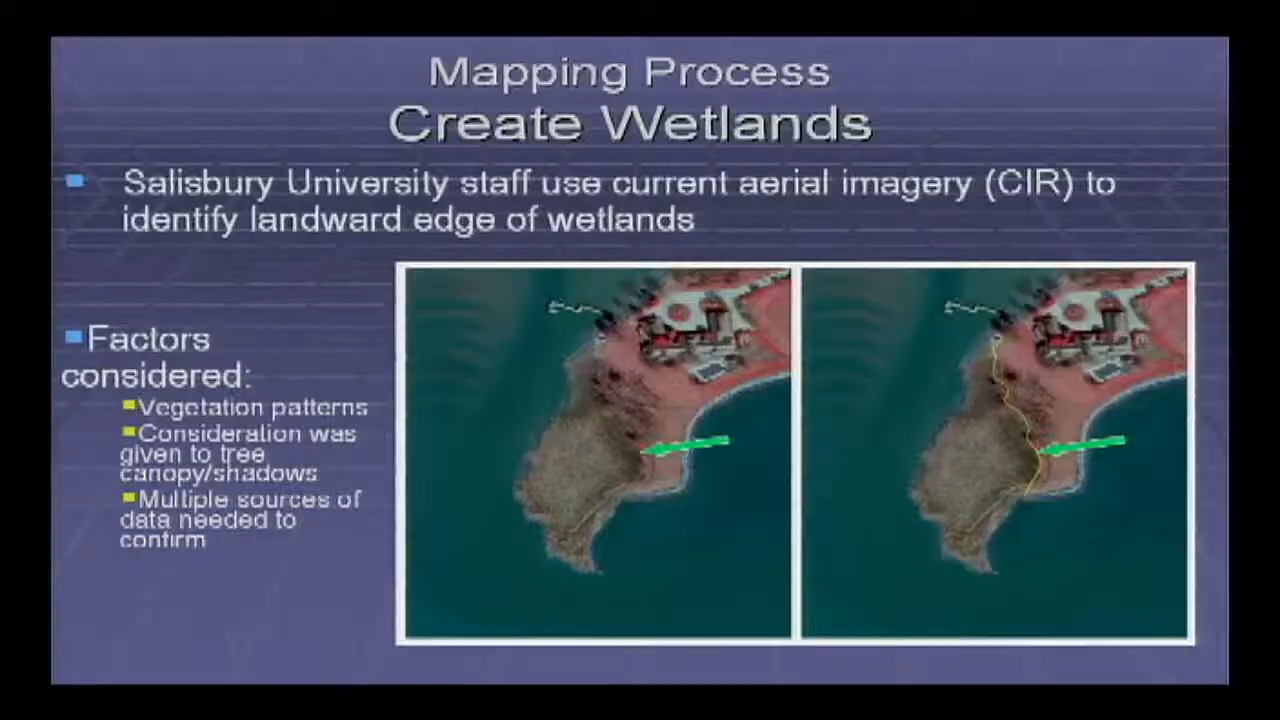 Mapping Process
Create Wetlands
Salisbury University staff use current aerial imagery (CIR) to
identify landward edge of wetlands
Factors
considered:
Vegetation patterns
Consideration was
given to tree
canopy/shadows
Multiple sources of
data needed to
confirm